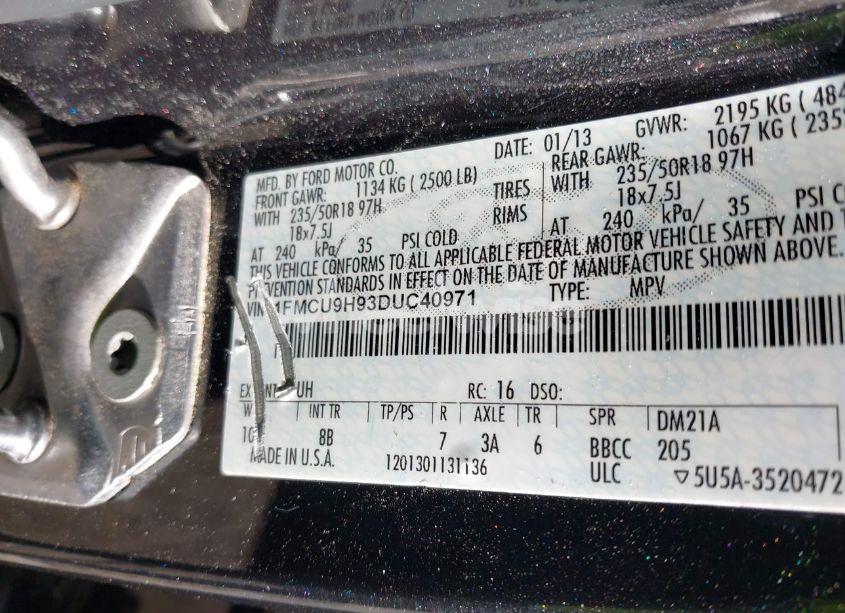 MFD. BY FORD MOTOR CO.
DATE: 01/13
GVWR: 2195 KG ( 484
FRONT GAWR: 1134 KG ( 2500 LB)
REAR GAWR: 1067 KG ( 235
WITH 235/50R18 97H TIRES WITH 235/50R18 97H
18x7.5J RIMS 18x7.5J
AT 240 kPa/ 35 PSI COLD AT 240 kPa/ 35 PSI CO
THIS VEHICLE CONFORMS TO ALL APPLICABLE FEDERAL MOTOR VEHICLE SAFETY AND T
PREVENTION STANDARDS IN EFFECT ON THE DATE OF MANUFACTURE SHOWN ABOVE.
VIN: 1FMCU9H93DUC40971 TYPE: MPV
UH RC: 16 DSO:
INT TR TP/PS R AXLE TR SPR DM21A
8B 7 3A 6 BBCC 205
MADE IN U.S.A. 1201301131136 ULC 5U5A-3520472